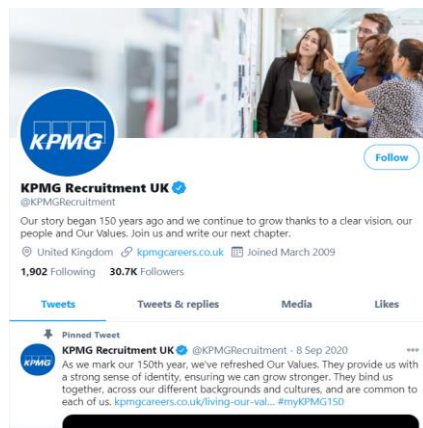 KPMG
Follow
KPMG Recruitment UK
@KPMGRecruitment
Our story began 150 years ago and we continue to grow thanks to a clear vision, our
people and Our Values. Join us and write our next chapter.
United Kingdom kpmgcareers.co.uk Joined March 2009
1,902 Following 30.7K Followers
Tweets Tweets & replies Media Likes
Pinned Tweet
KPMG Recruitment UK @KPMGRecruitment · 8 Sep 2020
KPMG
As we mark our 150th year, we've refreshed Our Values. They provide us with
a strong sense of identity, ensuring we can grow stronger. They bind us
together, across our different backgrounds and cultures, and are common to
each of us. kpmgcareers.co.uk/living-our-val... #myKPMG150